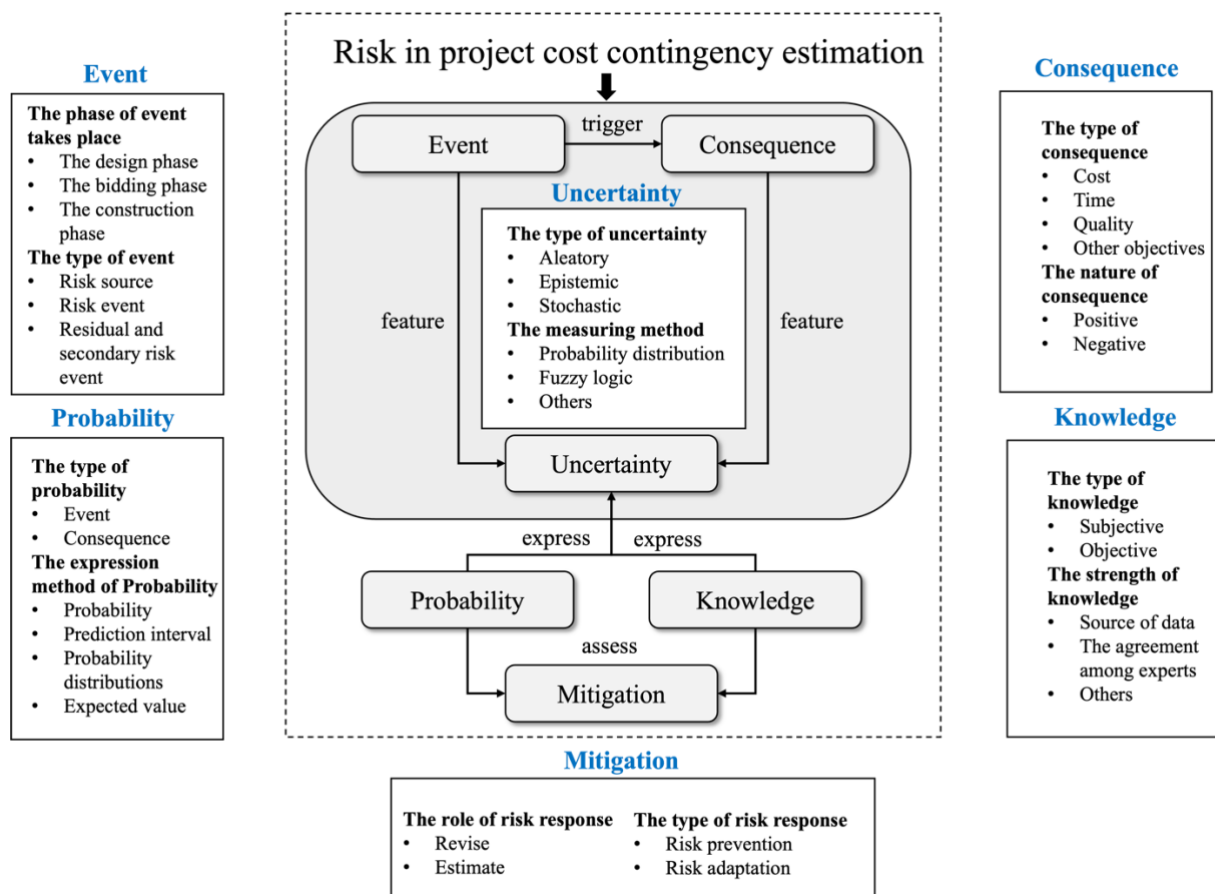 Risk in project cost contingency estimation
Event
The phase of event
takes place
• The design phase
• The bidding phase
• The construction
phase
The type of event
• Risk source
• Risk event
• Residual and
secondary risk
event
Probability
The type of
probability
• Event
• Consequence
The expression
method of Probability
• Probability
• Prediction interval
• Probability
distributions
• Expected value
Event
trigger
Consequence
Uncertainty
The type of uncertainty
• Aleatory
• Epistemic
• Stochastic
The measuring method
• Probability distribution
• Fuzzy logic
• Others
feature
feature
Uncertainty
express
express
Probability
Knowledge
assess
Mitigation
Consequence
The type of
consequence
• Cost
• Time
• Quality
• Other objectives
The nature of
consequence
• Positive
• Negative
Knowledge
The type of
knowledge
• Subjective
• Objective
The strength of
knowledge
• Source of data
• The agreement
among experts
• Others
Mitigation
The role of risk response
• Revise
• Estimate
The type of risk response
• Risk prevention
• Risk adaptation